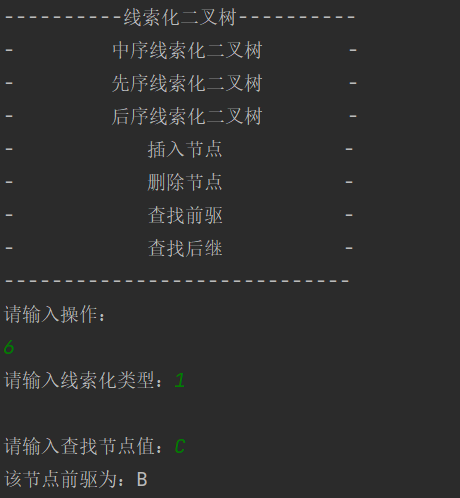 ----------线索化二叉树----------
-        中序线索化二叉树       -
-        先序线索化二叉树       -
-        后序线索化二叉树       -
-           插入节点          -
-           删除节点          -
-           查找前驱          -
-           查找后继          -
-----------------------------
请输入操作：
6
请输入线索化类型：1
请输入查找节点值：C
该节点前驱为：B